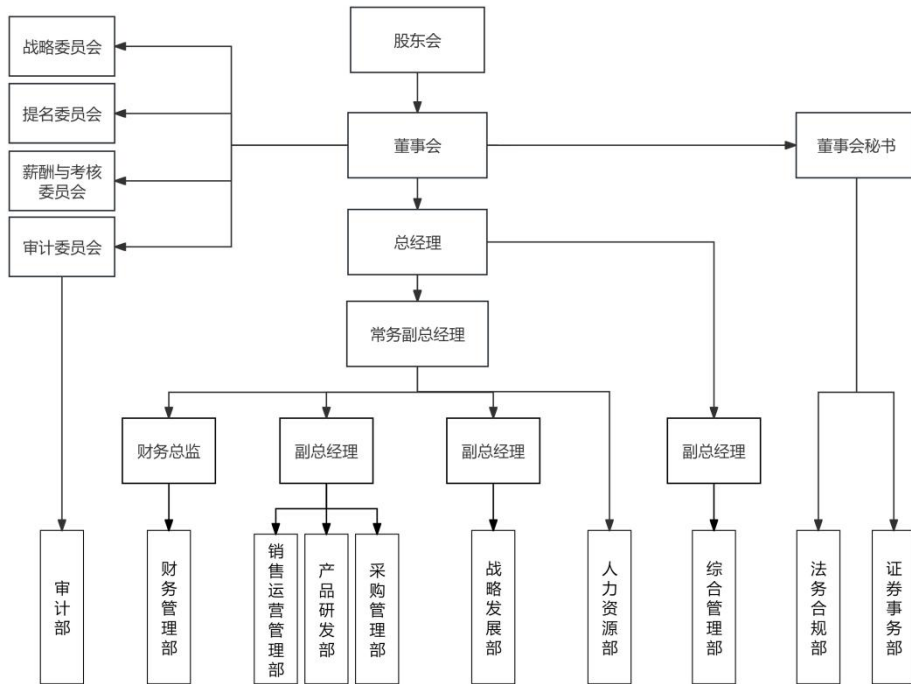 股东会
战略委员会
提名委员会
董事会
董事会秘书
薪酬与考核
委员会
审计委员会
总经理
常务副总经理
财务总监
副总经理
副总经理
副总经理
审计部
财务管理部
销售运营管理部
产品研发部
采购管理部
战略发展部
人力资源部
综合管理部
法务合规部
证券事务部